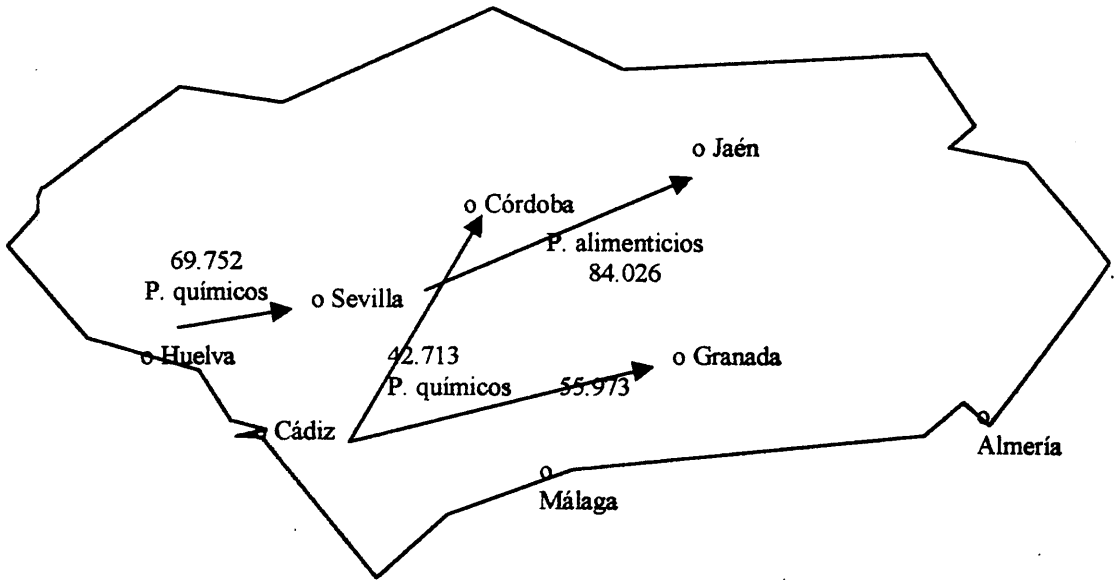 o Jaén
o Córdoba
P. alimenticios
84.026
69.752
P. químicos
o Sevilla
o Huelva
42.713
P. químicos
55.973
o Granada
o Cádiz
o
Málaga
o
Almería